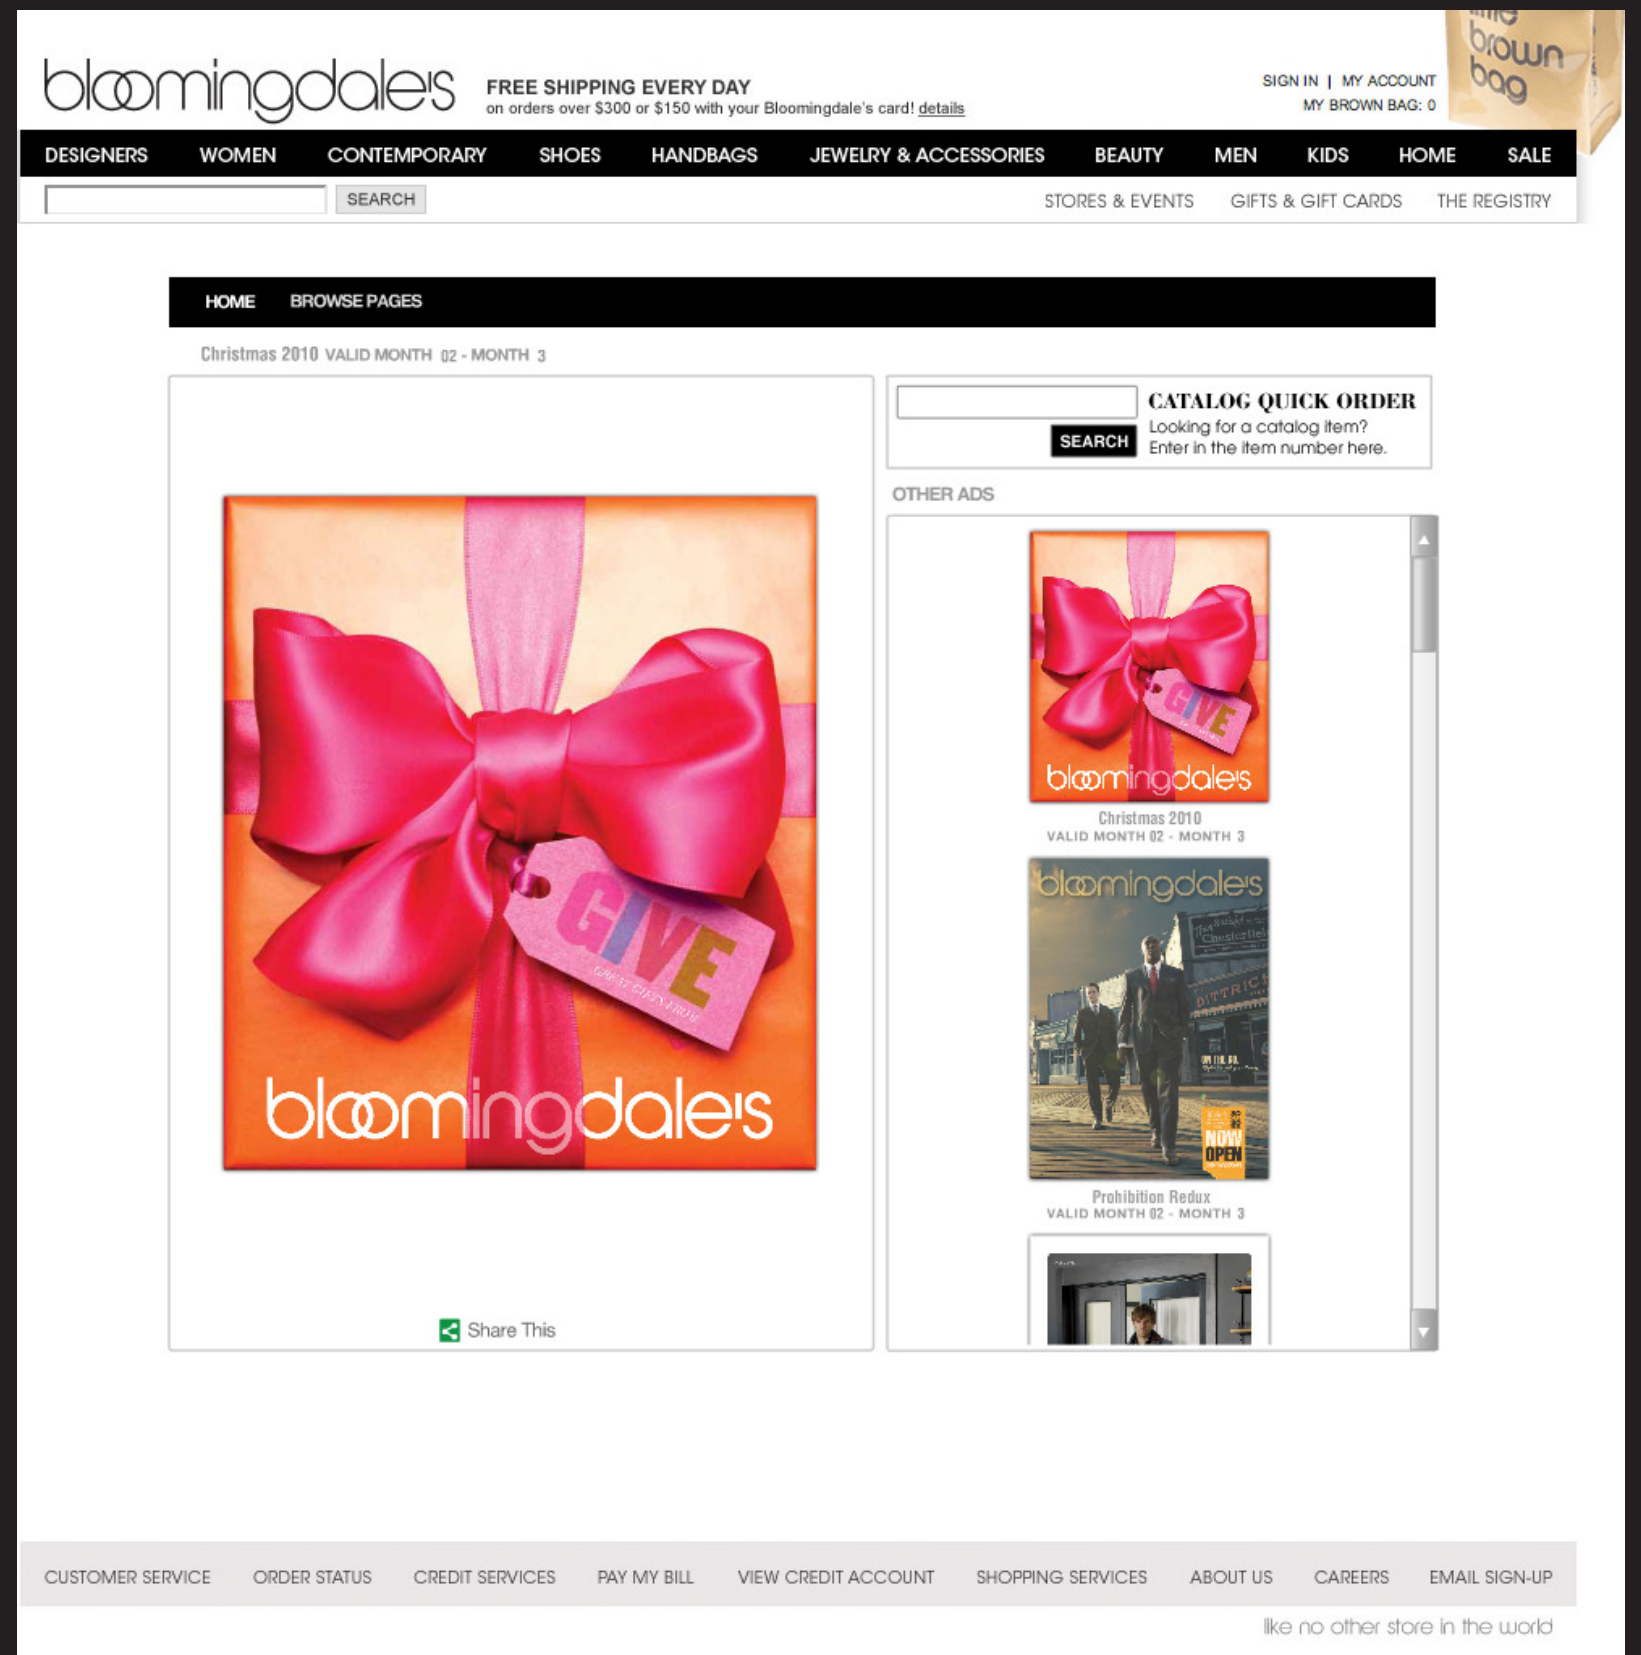 little
brown
bag
bloomingdale's
FREE SHIPPING EVERY DAY
on orders over $300 or $150 with your Bloomingdale's card! details
SIGN IN | MY ACCOUNT
MY BROWN BAG: 0
DESIGNERS WOMEN CONTEMPORARY SHOES HANDBAGS JEWELRY & ACCESSORIES BEAUTY MEN KIDS HOME SALE
SEARCH STORES & EVENTS GIFTS & GIFT CARDS THE REGISTRY
HOME BROWSE PAGES
Christmas 2010 VALID MONTH 02 - MONTH 3
GIVE
GREAT GIFTS FROM
bloomingdale's
Share This
CATALOG QUICK ORDER
Looking for a catalog item?
SEARCH Enter in the item number here.
OTHER ADS
GIVE
bloomingdale's
Christmas 2010
VALID MONTH 02 - MONTH 3
bloomingdale's
Chesterfield
DITTRIC
NOW
OPEN
Prohibition Redux
VALID MONTH 02 - MONTH 3
CUSTOMER SERVICE ORDER STATUS CREDIT SERVICES PAY MY BILL VIEW CREDIT ACCOUNT SHOPPING SERVICES ABOUT US CAREERS EMAIL SIGN-UP
like no other store in the world